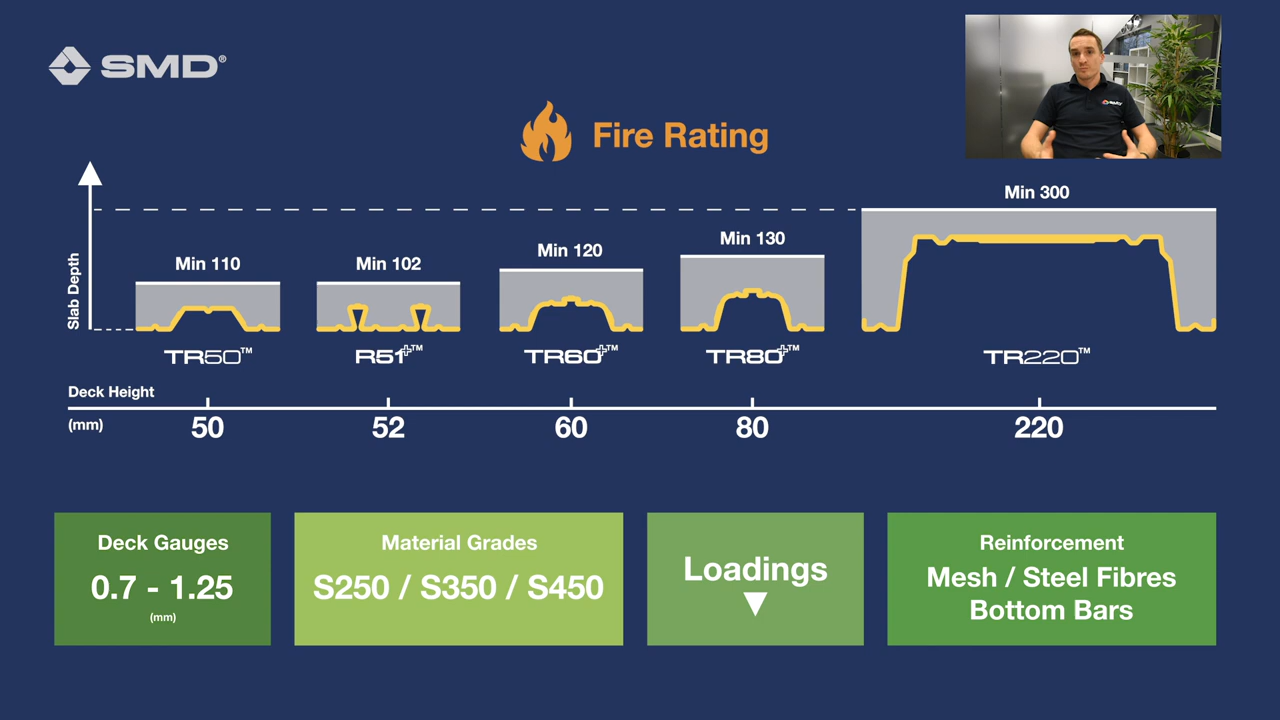 SMD®
Fire Rating
Slab Depth
Min 110
Min 102
Min 120
Min 130
Min 300
TR50™
R51+™
TR60+™
TR80+™
TR220™
Deck Height
(mm)
50
52
60
80
220
Deck Gauges
0.7 - 1.25
(mm)
Material Grades
S250 / S350 / S450
Loadings
Reinforcement
Mesh / Steel Fibres
Bottom Bars